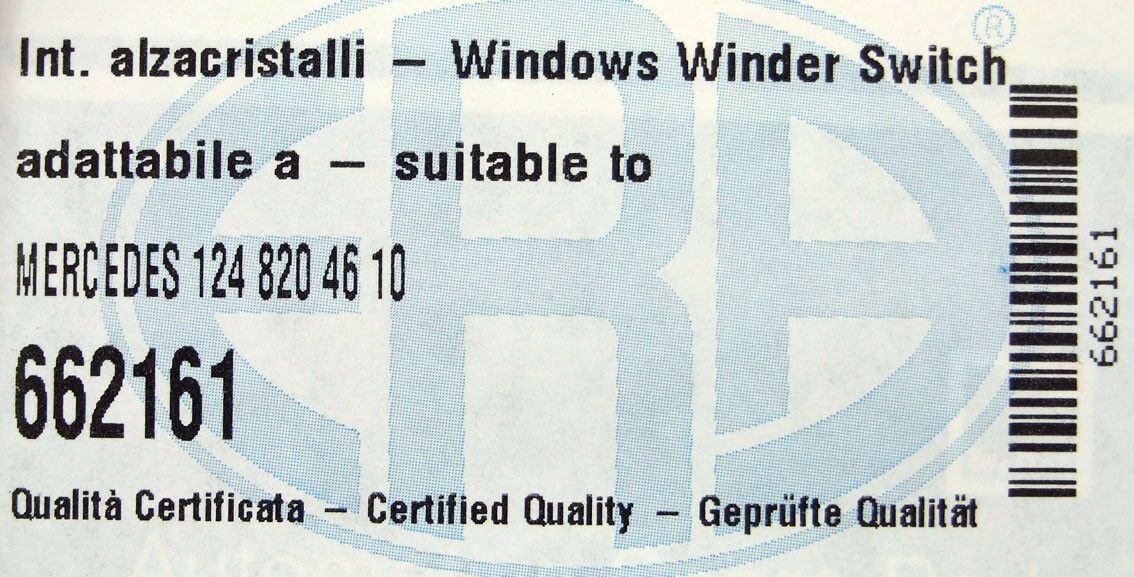 Int. alzacristalli – Windows Winder Switch
adattabile a – suitable to
MERCEDES 124 820 46 10
662161
Qualità Certificata – Certified Quality – Geprüfte Qualität
662161
ERA ®